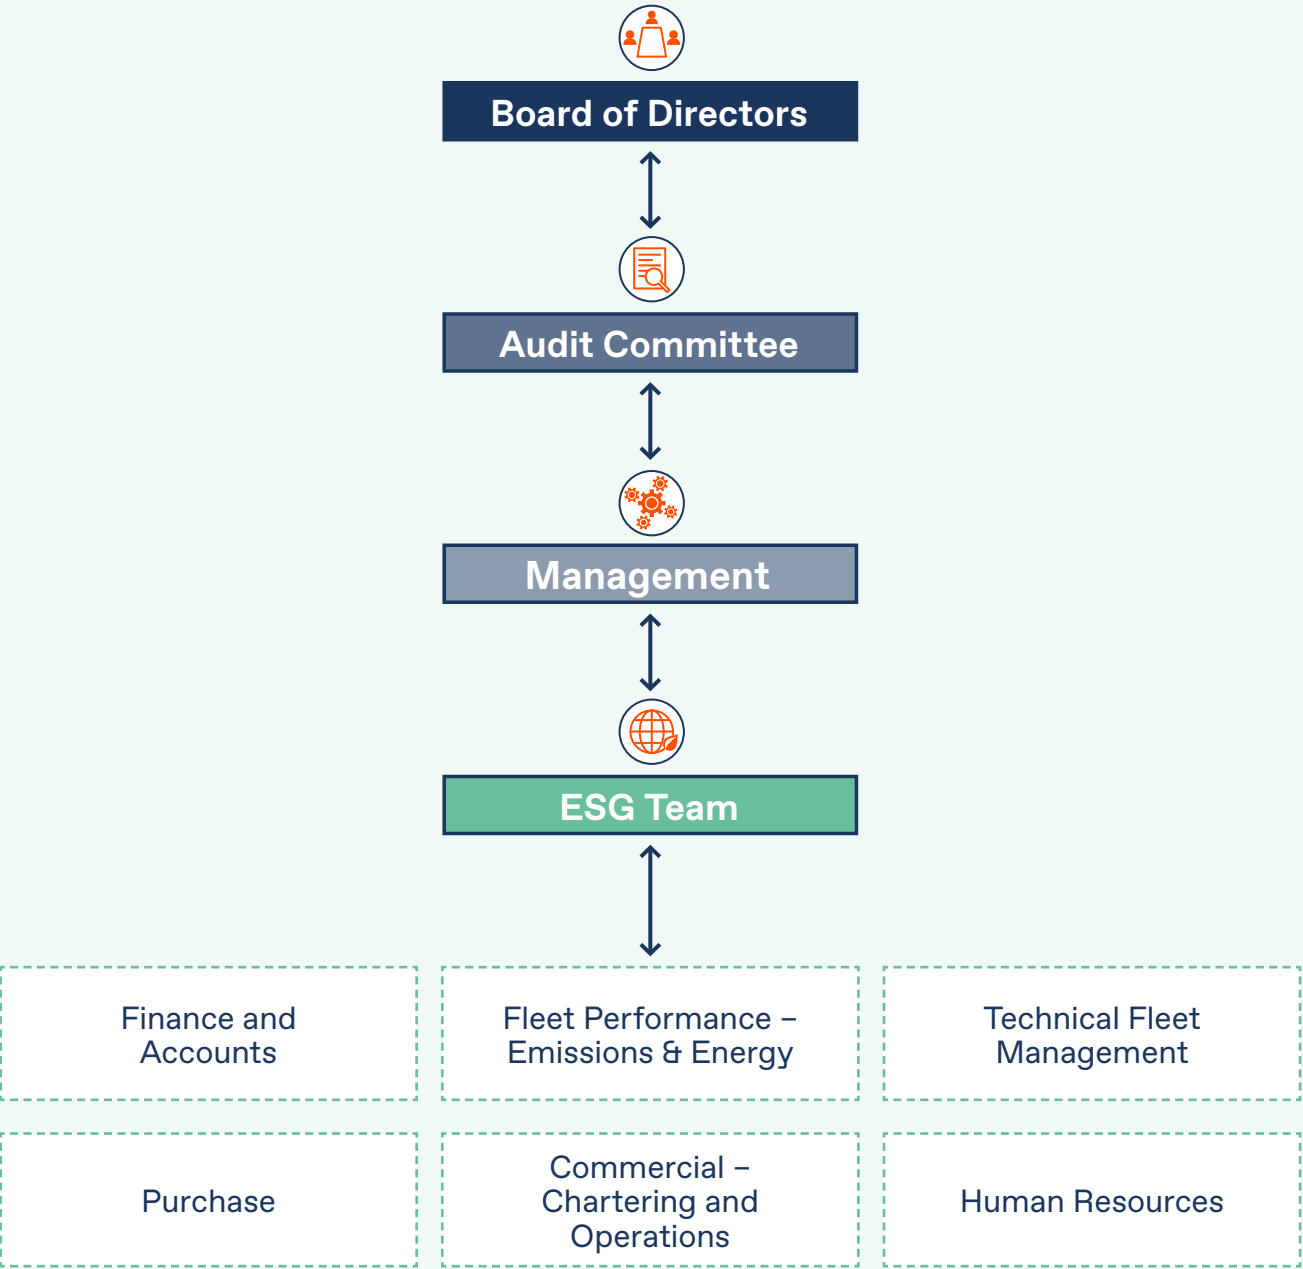 Board of Directors
Audit Committee
Management
ESG Team
Finance and
Accounts
Fleet Performance –
Emissions & Energy
Technical Fleet
Management
Purchase
Commercial –
Chartering and
Operations
Human Resources